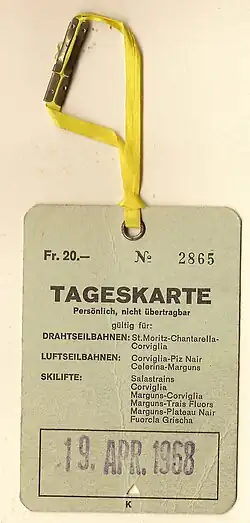 Fr. 20.— No 2865
TAGESKARTE
Persönlich, nicht übertragbar
gültig für:
DRAHTSEILBAHNEN: St.Moritz-Chantarella-
Corviglia
LUFTSEILBAHNEN: Corviglia-Piz Nair
Celerina-Marguns
SKILIFTE: Salastrains
Corviglia
Marguns-Corviglia
Marguns-Trais Fluors
Marguns-Plateau Nair
Fuorcla Grischa
19. APR. 1968
K